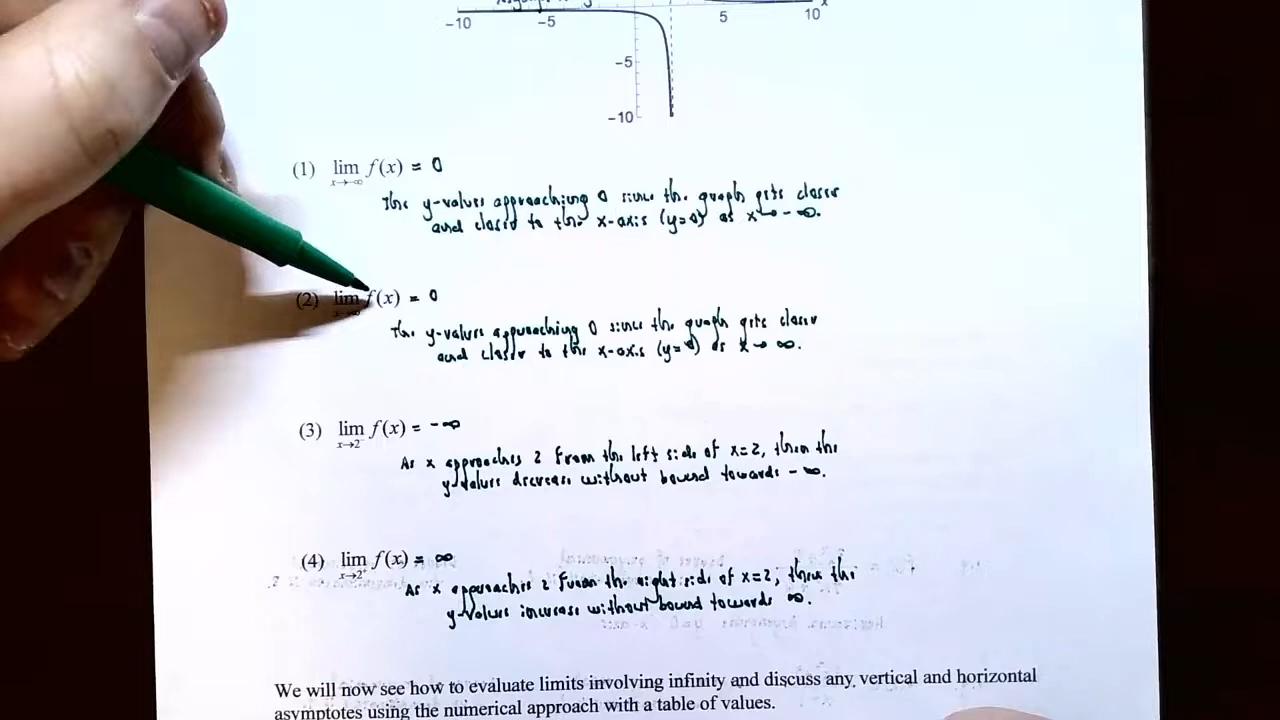 -10 -5 5 10 x
-5
-10
(1) lim f(x) = 0
x→-∞
The y-values approaching 0 since the graph gets closer
and closer to the x-axis (y=0) as x→-∞.
(2) lim f(x) = 0
x→∞
The y-values approaching 0 since the graph gets closer
and closer to the x-axis (y=0) as x→∞.
(3) lim f(x) = -∞
x→2⁻
As x approaches 2 from the left side of x=2, then the
y-values decrease without bound towards -∞.
(4) lim f(x) = ∞
x→2⁺
As x approaches 2 from the right side of x=2, then the
y-values increase without bound towards ∞.
We will now see how to evaluate limits involving infinity and discuss any vertical and horizontal
asymptotes using the numerical approach with a table of values.